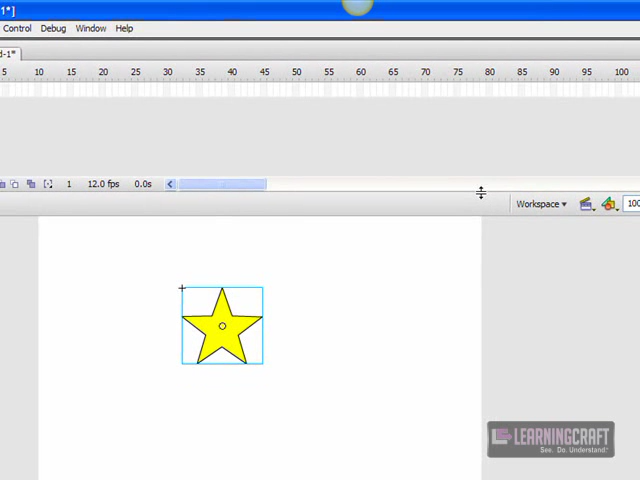 1*]
Control Debug Window Help
d-1*
5 10 15 20 25 30 35 40 45 50 55 60 65 70 75 80 85 90 95 100
1 12.0 fps 0.0s
Workspace 100
LEARNINGCRAFT
See. Do. Understand!